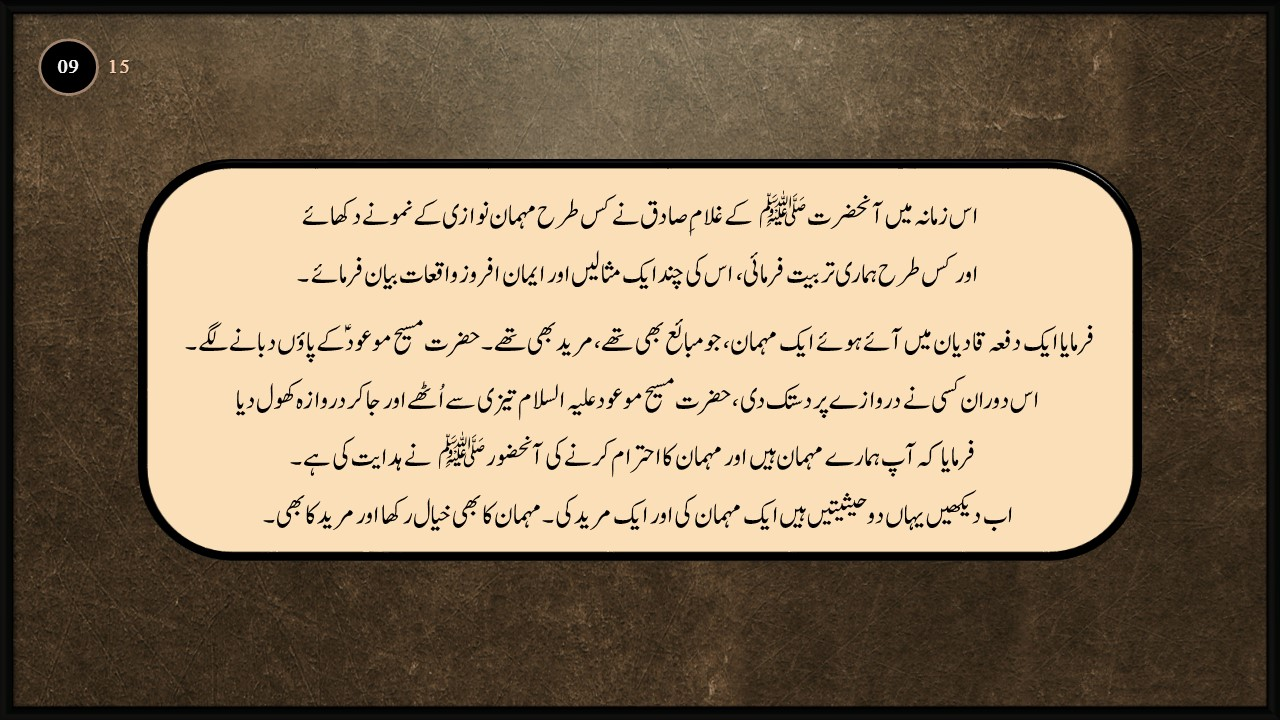 09 15
اس زمانہ میں آنحضرت ﷺ کے غلامِ صادق نے کس طرح مہمان نوازی کے نمونے دکھائے
اور کس طرح ہماری تربیت فرمائی، اس کی چند ایک مثالیں اور ایمان افروز واقعات بیان فرمائے۔
فرمایا ایک دفعہ قادیان میں آئے ہوئے ایک مہمان، جو مبائع بھی تھے، مرید بھی تھے۔ حضرت مسیح موعودؑ کے پاؤں دبانے لگے۔
اس دوران کسی نے دروازے پر دستک دی، حضرت مسیح موعود علیہ السلام تیزی سے اُٹھے اور جا کر دروازہ کھول دیا
فرمایا کہ آپ ہمارے مہمان ہیں اور مہمان کا احترام کرنے کی آنحضور ﷺ نے ہدایت کی ہے۔
اب دیکھیں یہاں دو حیثیتیں ہیں ایک مہمان کی اور ایک مرید کی۔ مہمان کا بھی خیال رکھا اور مرید کا بھی۔